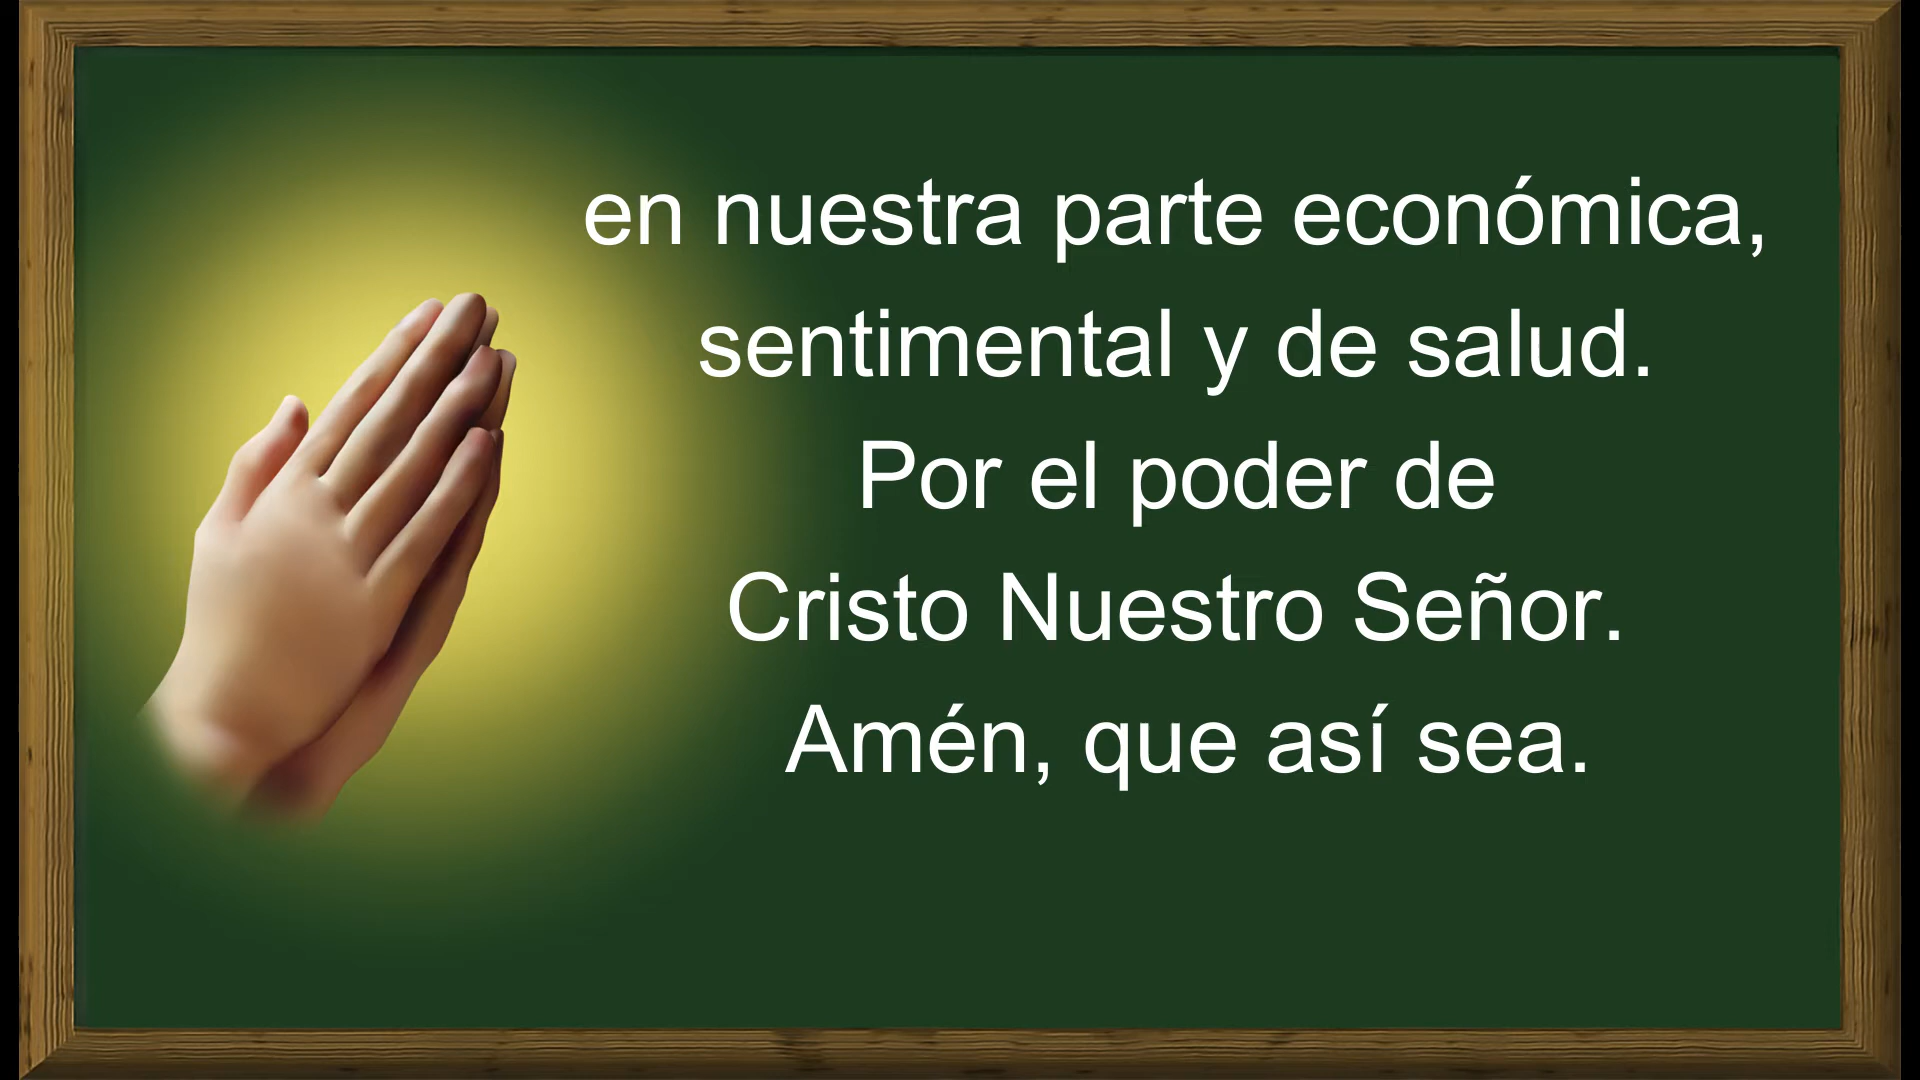 en nuestra parte económica,
sentimental y de salud.
Por el poder de
Cristo Nuestro Señor.
Amén, que así sea.